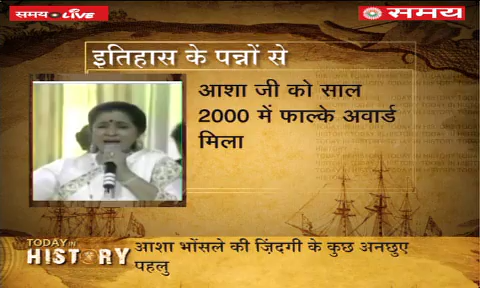 समय LIVE
समय
इतिहास के पन्नों से
आशा जी को साल
2000 में फाल्के अवार्ड
मिला
TODAY IN
HISTORY
आशा भोंसले की ज़िदगी के कुछ अनछुए
पहलु